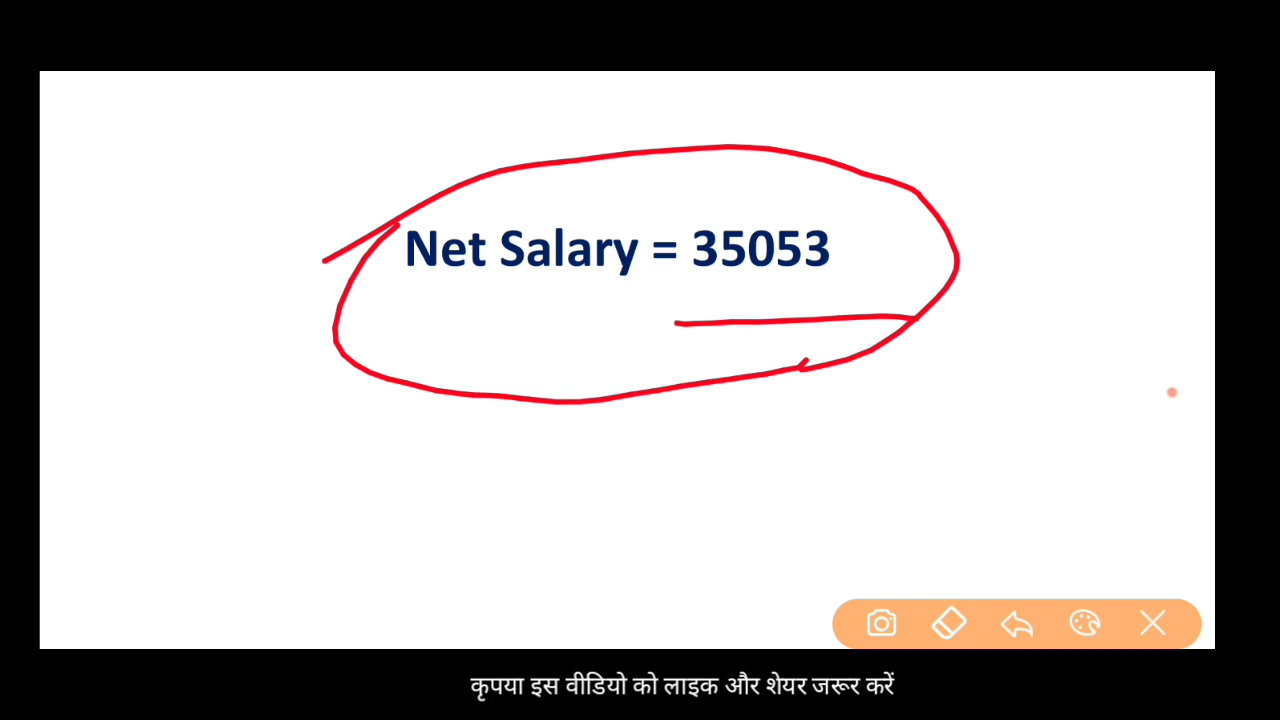 Net Salary = 35053
कृपया इस वीडियो को लाइक और शेयर जरूर करें